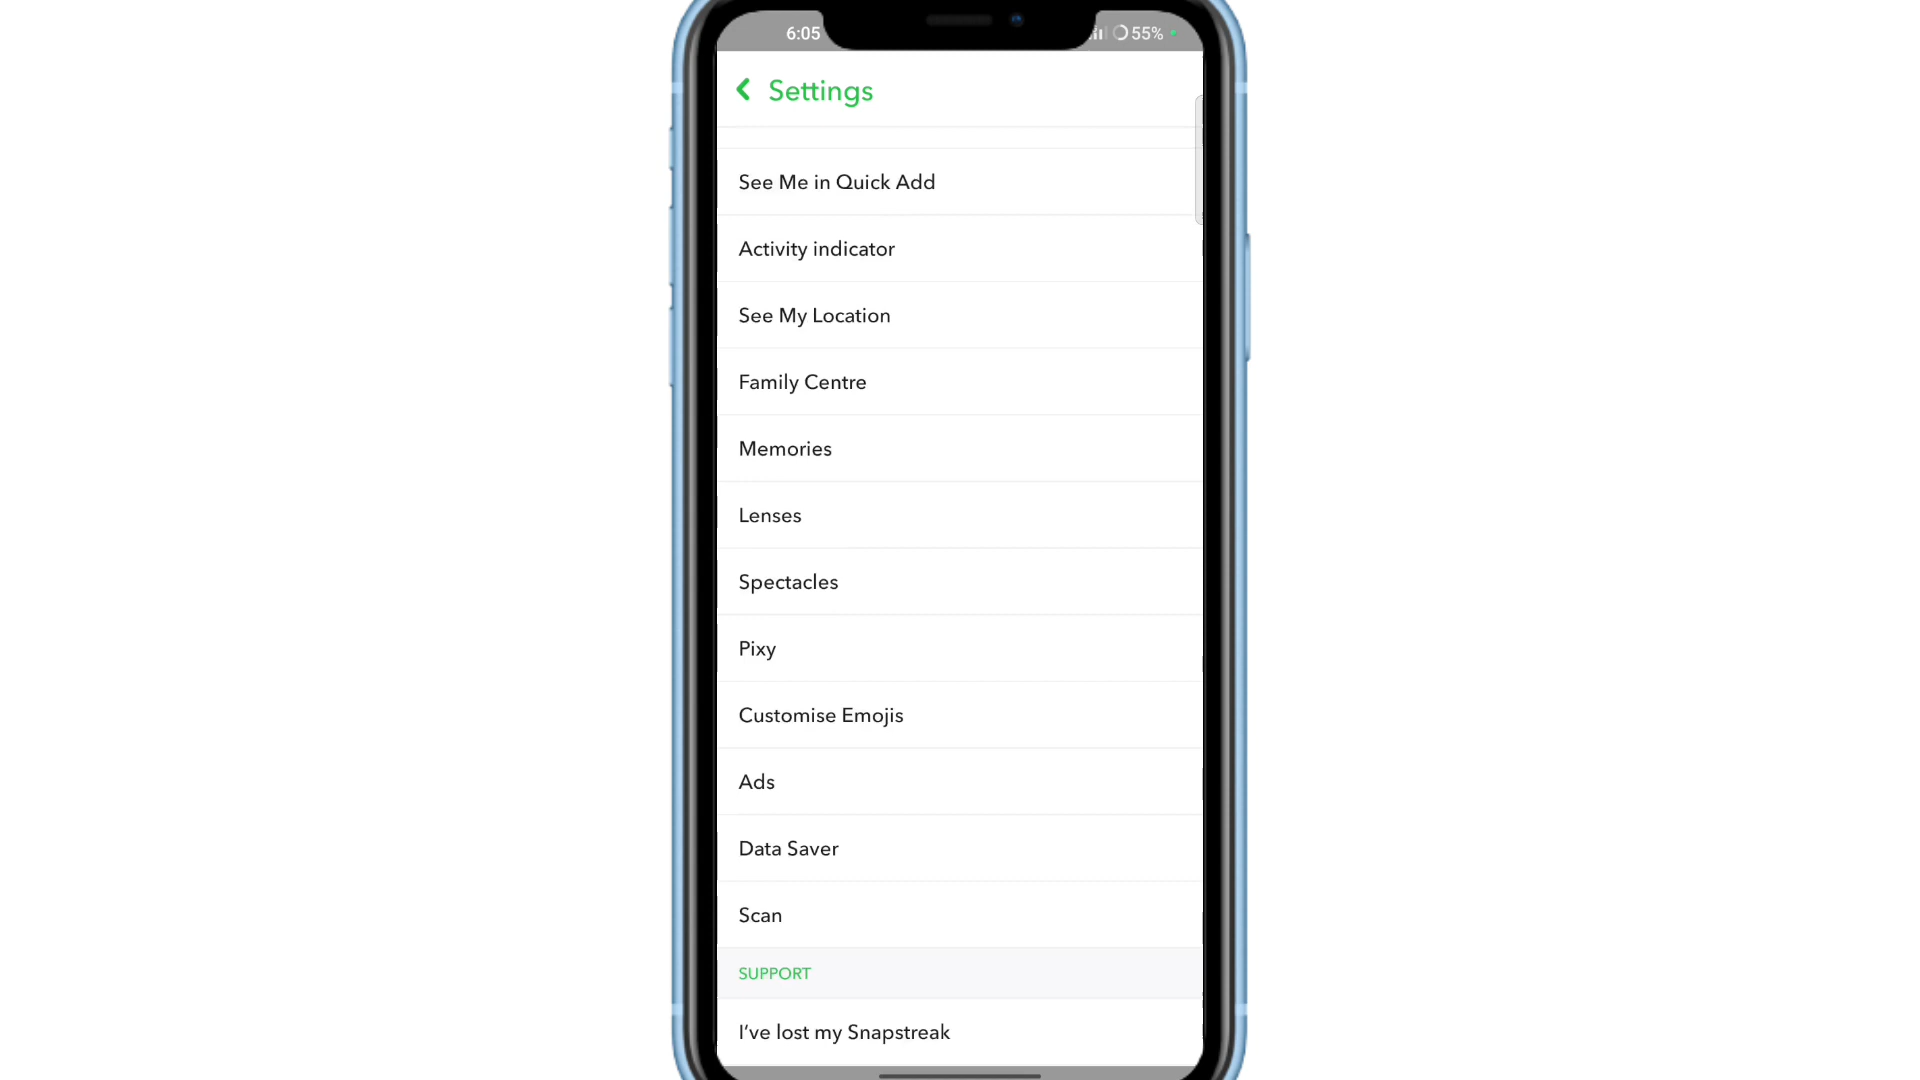 6:05
55%
Settings
See Me in Quick Add
Activity indicator
See My Location
Family Centre
Memories
Lenses
Spectacles
Pixy
Customise Emojis
Ads
Data Saver
Scan
SUPPORT
I’ve lost my Snapstreak